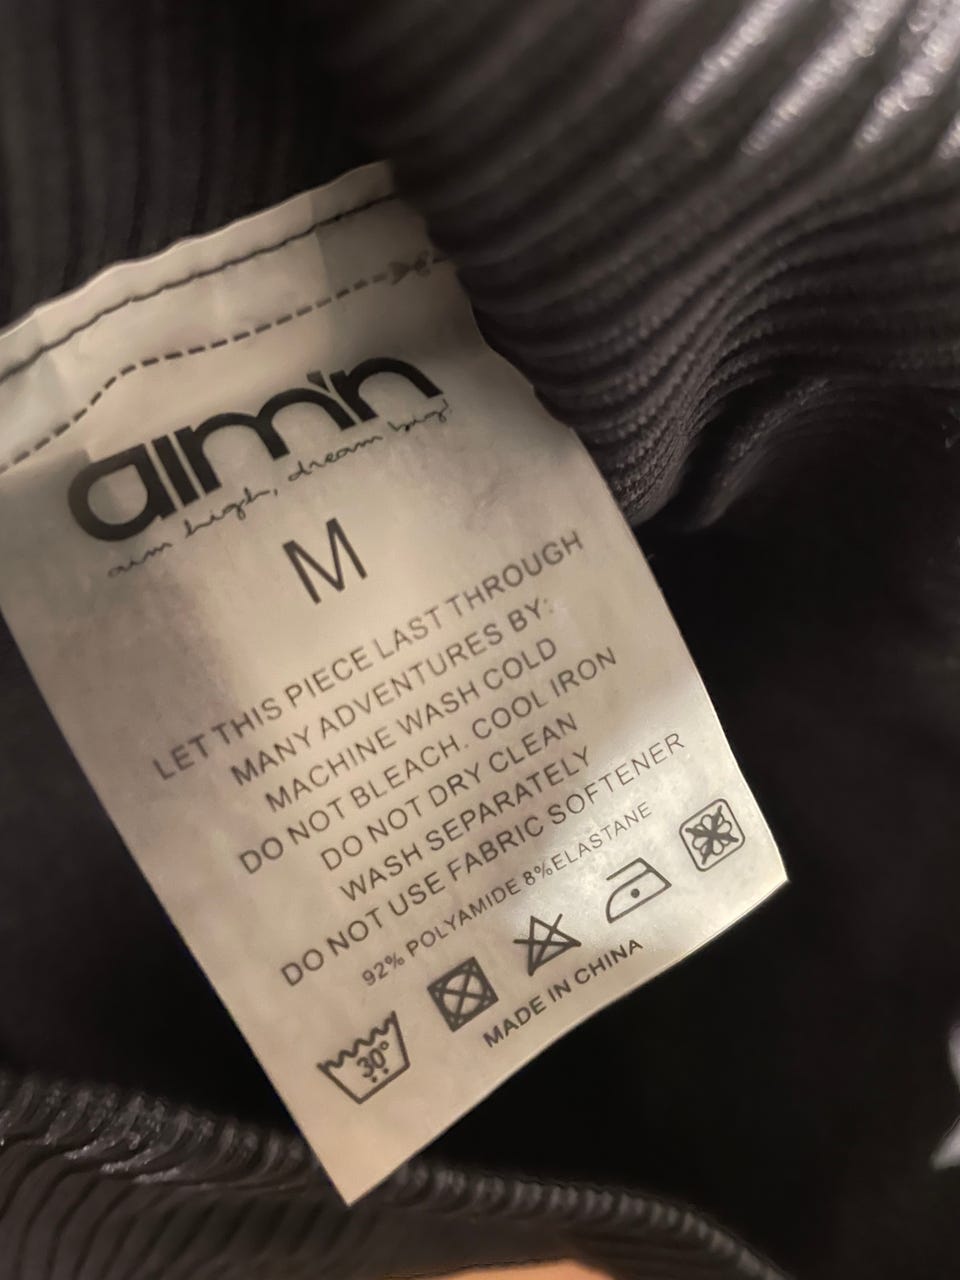 aim'n
aim high, dream big!
M
LET THIS PIECE LAST THROUGH
MANY ADVENTURES BY:
MACHINE WASH COLD
DO NOT BLEACH. COOL IRON
DO NOT DRY CLEAN
WASH SEPARATELY
DO NOT USE FABRIC SOFTENER
92% POLYAMIDE 8%ELASTANE
30°
MADE IN CHINA